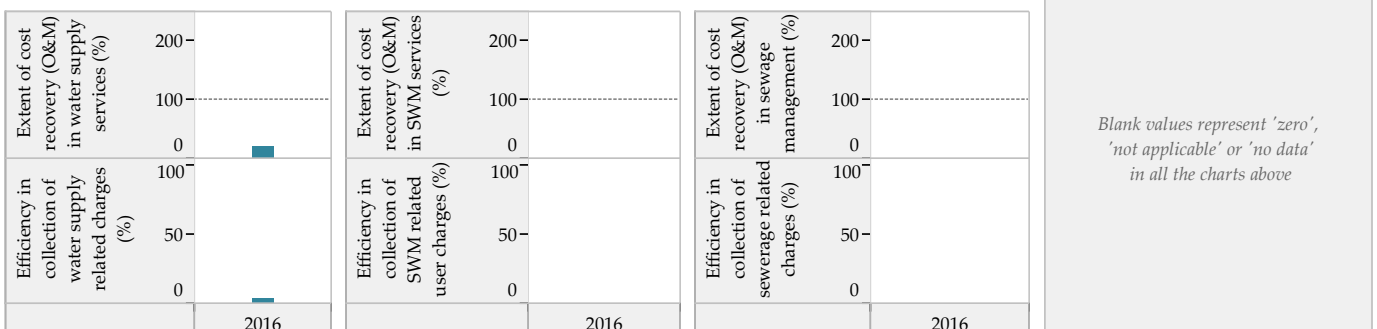 Extent of cost
recovery (O&M)
in water supply
services (%)
200
100
0
Efficiency in
collection of
water supply
related charges
(%)
100
50
0
2016
Extent of cost
recovery (O&M)
in SWM services
(%)
200
100
0
Efficiency in
collection of
SWM related
user charges (%)
100
50
0
2016
Extent of cost
recovery (O&M)
in sewage
management (%)
200
100
0
Efficiency in
collection of
sewerage related
charges (%)
100
50
0
2016
Blank values represent 'zero',
'not applicable' or 'no data'
in all the charts above